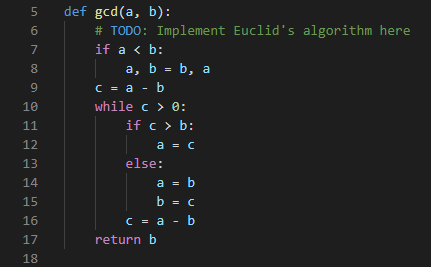 5 def gcd(a, b):
6     # TODO: Implement Euclid's algorithm here
7     if a < b:
8         a, b = b, a
9     c = a - b
10     while c > 0:
11         if c > b:
12             a = c
13         else:
14             a = b
15             b = c
16         c = a - b
17     return b
18